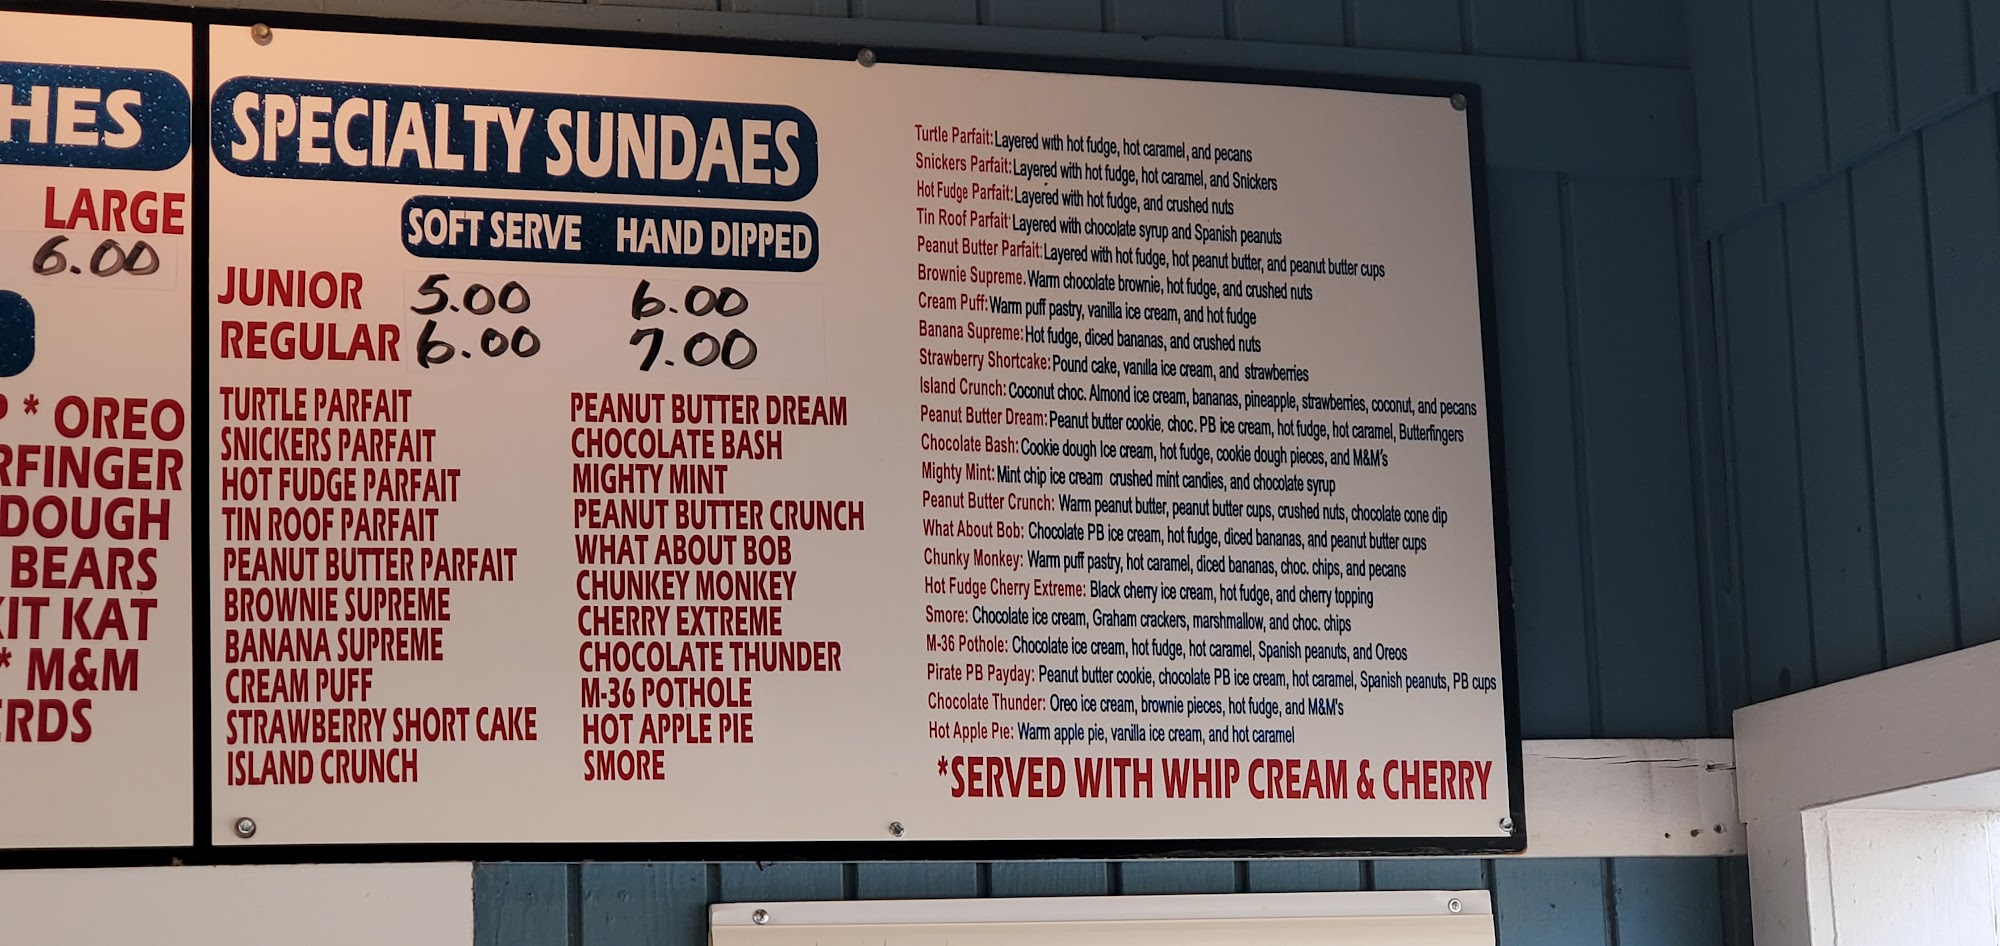 HES
LARGE
6.00
P * OREO
RFINGER
DOUGH
BEARS
KIT KAT
* M&M
ERDS
SPECIALTY SUNDAES
SOFT SERVE HAND DIPPED
JUNIOR 5.00 6.00
REGULAR 6.00 7.00
TURTLE PARFAIT
SNICKERS PARFAIT
HOT FUDGE PARFAIT
TIN ROOF PARFAIT
PEANUT BUTTER PARFAIT
BROWNIE SUPREME
BANANA SUPREME
CREAM PUFF
STRAWBERRY SHORT CAKE
ISLAND CRUNCH
PEANUT BUTTER DREAM
CHOCOLATE BASH
MIGHTY MINT
PEANUT BUTTER CRUNCH
WHAT ABOUT BOB
CHUNKEY MONKEY
CHERRY EXTREME
CHOCOLATE THUNDER
M-36 POTHOLE
HOT APPLE PIE
SMORE
Turtle Parfait: Layered with hot fudge, hot caramel, and pecans
Snickers Parfait: Layered with hot fudge, hot caramel, and Snickers
Hot Fudge Parfait: Layered with hot fudge, and crushed nuts
Tin Roof Parfait Layered with chocolate syrup and Spanish peanuts
Peanut Butter Parfait: Layered with hot fudge, hot peanut butter, and peanut butter cups
Brownie Supreme. Warm chocolate brownie, hot fudge, and crushed nuts
Cream Puff: Warm puff pastry, vanilla ice cream, and hot fudge
Banana Supreme: Hot fudge, diced bananas, and crushed nuts
Strawberry Shortcake: Pound cake, vanilla ice cream, and strawberries
Island Crunch: Coconut choc. Almond ice cream, bananas, pineapple, strawberries, coconut, and pecans
Peanut Butter Dream: Peanut butter cookie, choc. PB ice cream, hot fudge, hot caramel, Butterfingers
Chocolate Bash: Cookie dough Ice cream, hot fudge, cookie dough pieces, and M&M's
Mighty Mint: Mint chip ice cream crushed mint candies, and chocolate syrup
Peanut Butter Crunch: Warm peanut butter, peanut butter cups, crushed nuts, chocolate cone dip
What About Bob: Chocolate PB ice cream, hot fudge, diced bananas, and peanut butter cups
Chunky Monkey: Warm puff pastry, hot caramel, diced bananas, choc. chips, and pecans
Hot Fudge Cherry Extreme: Black cherry ice cream, hot fudge, and cherry topping
Smore: Chocolate ice cream, Graham crackers, marshmallow, and choc. chips
M-36 Pothole: Chocolate ice cream, hot fudge, hot caramel, Spanish peanuts, and Oreos
Pirate PB Payday: Peanut butter cookie, chocolate PB ice cream, hot caramel, Spanish peanuts, PB cups
Chocolate Thunder: Oreo ice cream, brownie pieces, hot fudge, and M&M's
Hot Apple Pie: Warm apple pie, vanilla ice cream, and hot caramel
*SERVED WITH WHIP CREAM & CHERRY